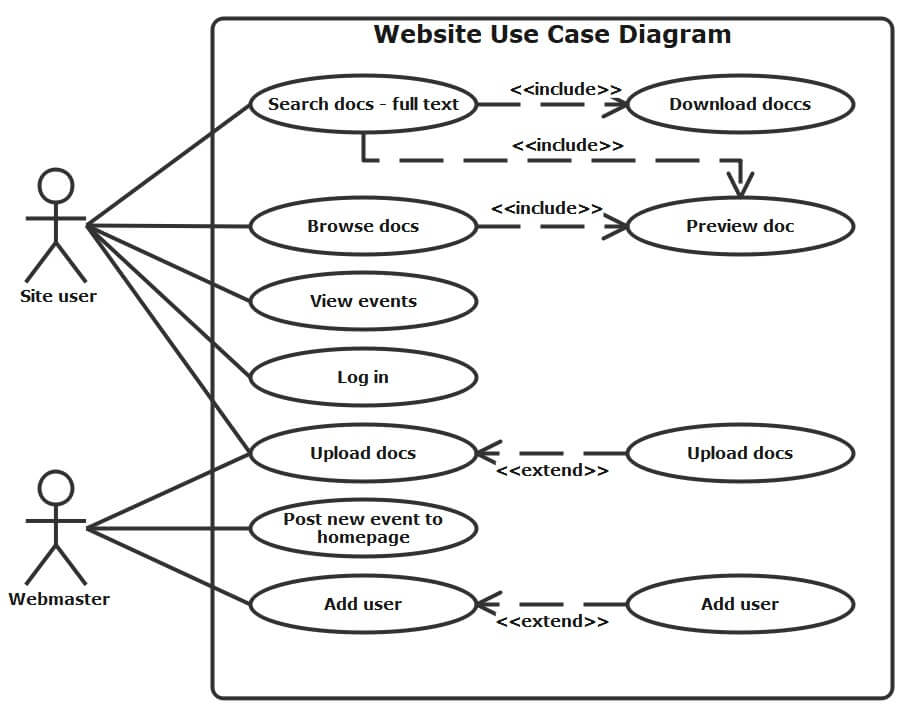 Website Use Case Diagram
<<include>>
Search docs - full text
Download doccs
<<include>>
<<include>>
Browse docs
Preview doc
Site user
View events
Log in
Upload docs
Upload docs
<<extend>>
Post new event to
homepage
Webmaster
Add user
Add user
<<extend>>